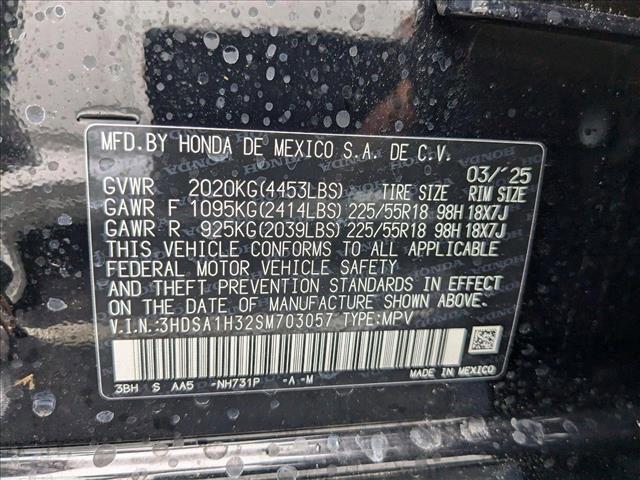 MFD. BY HONDA DE MEXICO S.A. DE C.V.
03/'25
GVWR 2020KG(4453LBS) TIRE SIZE RIM SIZE
GAWR F 1095KG(2414LBS) 225/55R18 98H 18X7J
GAWR R 925KG(2039LBS) 225/55R18 98H 18X7J
THIS VEHICLE CONFORMS TO ALL APPLICABLE
FEDERAL MOTOR VEHICLE SAFETY
AND THEFT PREVENTION STANDARDS IN EFFECT
ON THE DATE OF MANUFACTURE SHOWN ABOVE.
V.I.N.:3HDSA1H32SM703057 TYPE:MPV
3BH S AA5 -NH731P -A -M
MADE IN MEXICO